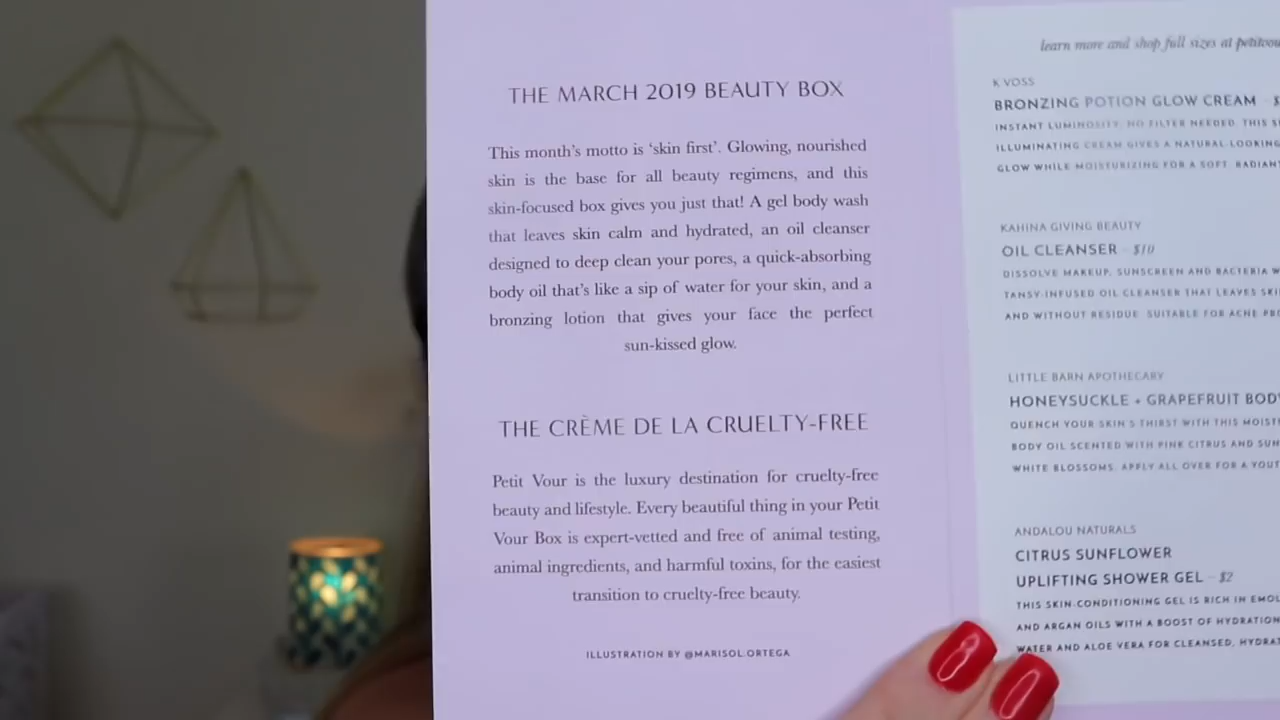 THE MARCH 2019 BEAUTY BOX
This month's motto is 'skin first'. Glowing, nourished
skin is the base for all beauty regimens, and this
skin-focused box gives you just that! A gel body wash
that leaves skin calm and hydrated, an oil cleanser
designed to deep clean your pores, a quick-absorbing
body oil that's like a sip of water for your skin, and a
bronzing lotion that gives your face the perfect
sun-kissed glow.
THE CRÈME DE LA CRUELTY-FREE
Petit Vour is the luxury destination for cruelty-free
beauty and lifestyle. Every beautiful thing in your Petit
Vour Box is expert-vetted and free of animal testing,
animal ingredients, and harmful toxins, for the easiest
transition to cruelty-free beauty.
ILLUSTRATION BY @MARISOL.ORTEGA
learn more and shop full sizes at
K VOSS
BRONZING POTION GLOW CREAM -
INSTANT LUMINOSITY, NO FILTER NEEDED. THIS
ILLUMINATING CREAM GIVES A NATURAL-LOOKING
GLOW WHILE MOISTURIZING FOR A SOFT,
KAHINA GIVING BEAUTY
OIL CLEANSER - $10
DISSOLVE MAKEUP, SUNSCREEN AND BACTERIA
TANSY-INFUSED OIL CLEANSER THAT LEAVES
AND WITHOUT RESIDUE. SUITABLE FOR ACNE
LITTLE BARN APOTHECARY
HONEYSUCKLE + GRAPEFRUIT BODY
QUENCH YOUR SKIN'S THIRST WITH THIS
BODY OIL SCENTED WITH PINK CITRUS AND
WHITE BLOSSOMS. APPLY ALL OVER FOR A
ANDALOU NATURALS
CITRUS SUNFLOWER
UPLIFTING SHOWER GEL - $2
THIS SKIN-CONDITIONING GEL IS RICH IN
AND ARGAN OILS WITH A BOOST OF HYDRATION
WATER AND ALOE VERA FOR CLEANSED,